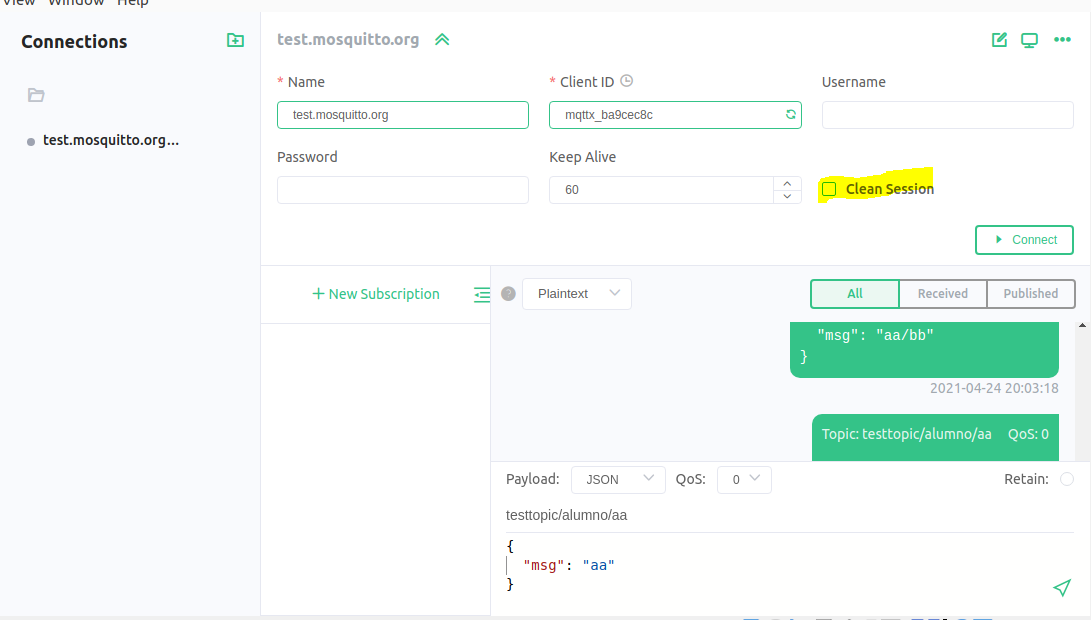 View Window Help
Connections
test.mosquitto.org...
test.mosquitto.org
* Name
* Client ID
Username
test.mosquitto.org
mqttx_ba9cec8c
Password
Keep Alive
60
Clean Session
Connect
+ New Subscription
? Plaintext
All Received Published
"msg": "aa/bb"
}
2021-04-24 20:03:18
Topic: testtopic/alumno/aa QoS: 0
Payload: JSON QoS: 0 Retain:
testtopic/alumno/aa
{
"msg": "aa"
}